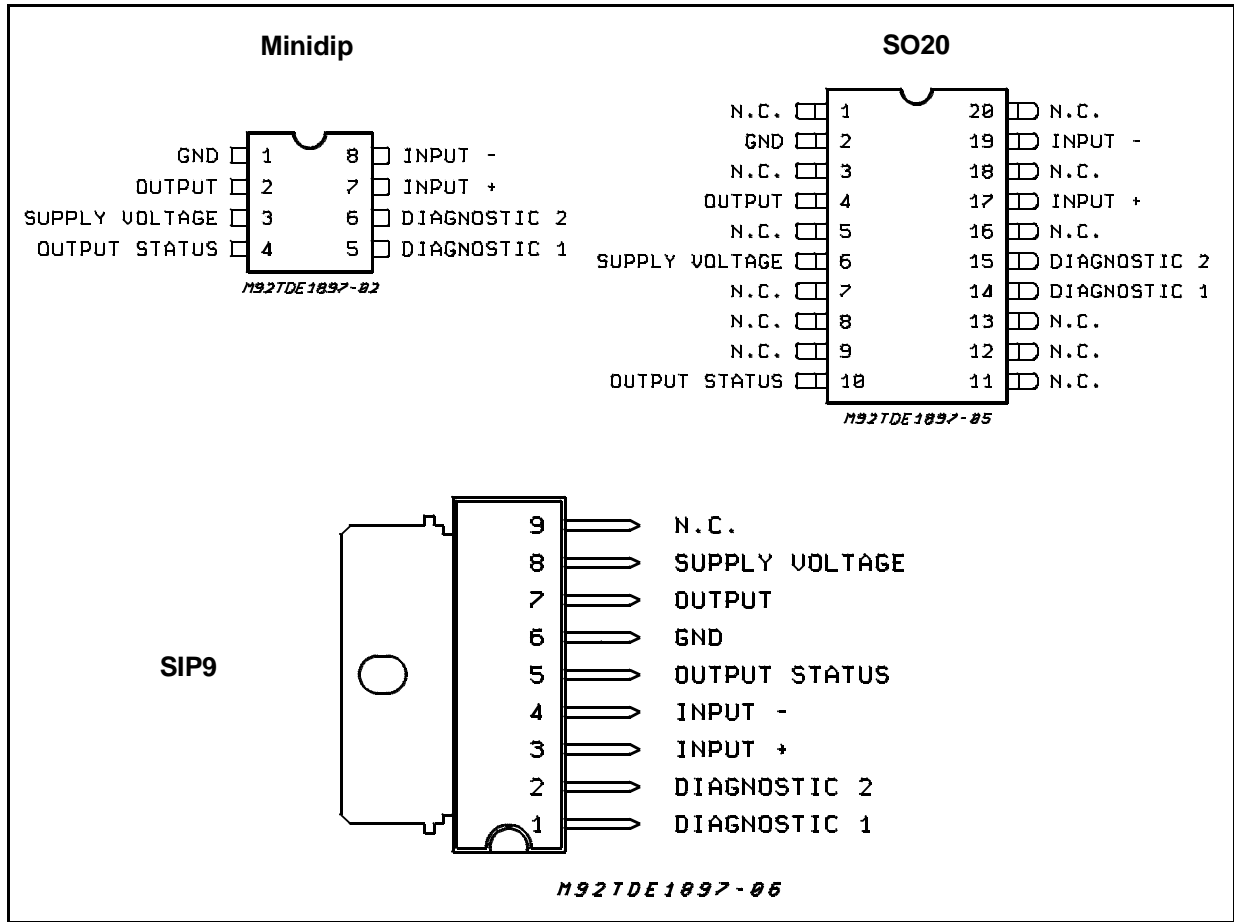 Minidip
GND 1 8 INPUT -
OUTPUT 2 7 INPUT +
SUPPLY VOLTAGE 3 6 DIAGNOSTIC 2
OUTPUT STATUS 4 5 DIAGNOSTIC 1
M92TDE1897-02
SO20
N.C. 1 20 N.C.
GND 2 19 INPUT -
N.C. 3 18 N.C.
OUTPUT 4 17 INPUT +
N.C. 5 16 N.C.
SUPPLY VOLTAGE 6 15 DIAGNOSTIC 2
N.C. 7 14 DIAGNOSTIC 1
N.C. 8 13 N.C.
N.C. 9 12 N.C.
OUTPUT STATUS 10 11 N.C.
M92TDE1897-05
SIP9
9 N.C.
8 SUPPLY VOLTAGE
7 OUTPUT
6 GND
5 OUTPUT STATUS
4 INPUT -
3 INPUT +
2 DIAGNOSTIC 2
1 DIAGNOSTIC 1
M92TDE1897-06